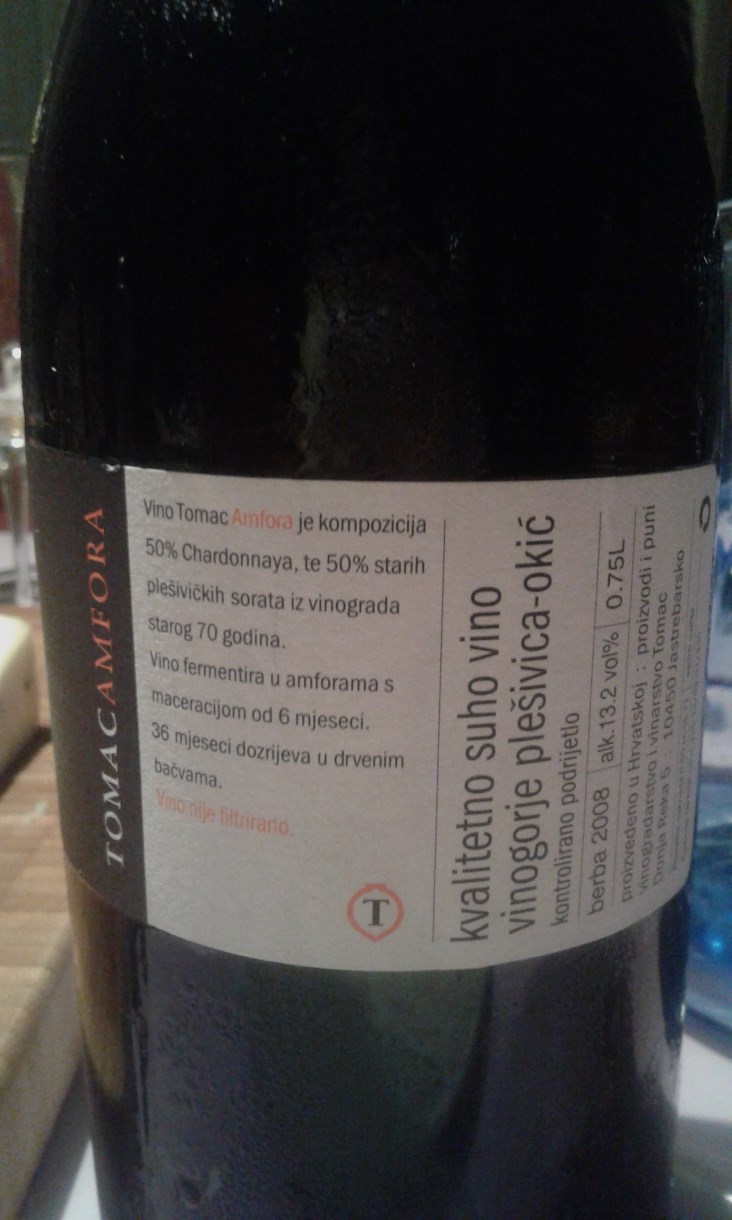 TOMAC AMFORA
Vino Tomac Amfora je kompozicija
50% Chardonnaya, te 50% starih
plešivičkih sorata iz vinograda
starog 70 godina.
Vino fermentira u amforama s
maceracijom od 6 mjeseci.
36 mjeseci dozrijeva u drvenim
bačvama.
Vino nije filtrirano.
T
kvalitetno suho vino
vinogorje plešivica-okić
kontrolirano podrijetlo
berba 2008 alk.13.2 vol% 0.75L
proizvedeno u Hrvatskoj : proizvodi i puni
vinogradarstvo i vinarstvo Tomac
Donja Reka 5 : 10450 Jastrebarsko